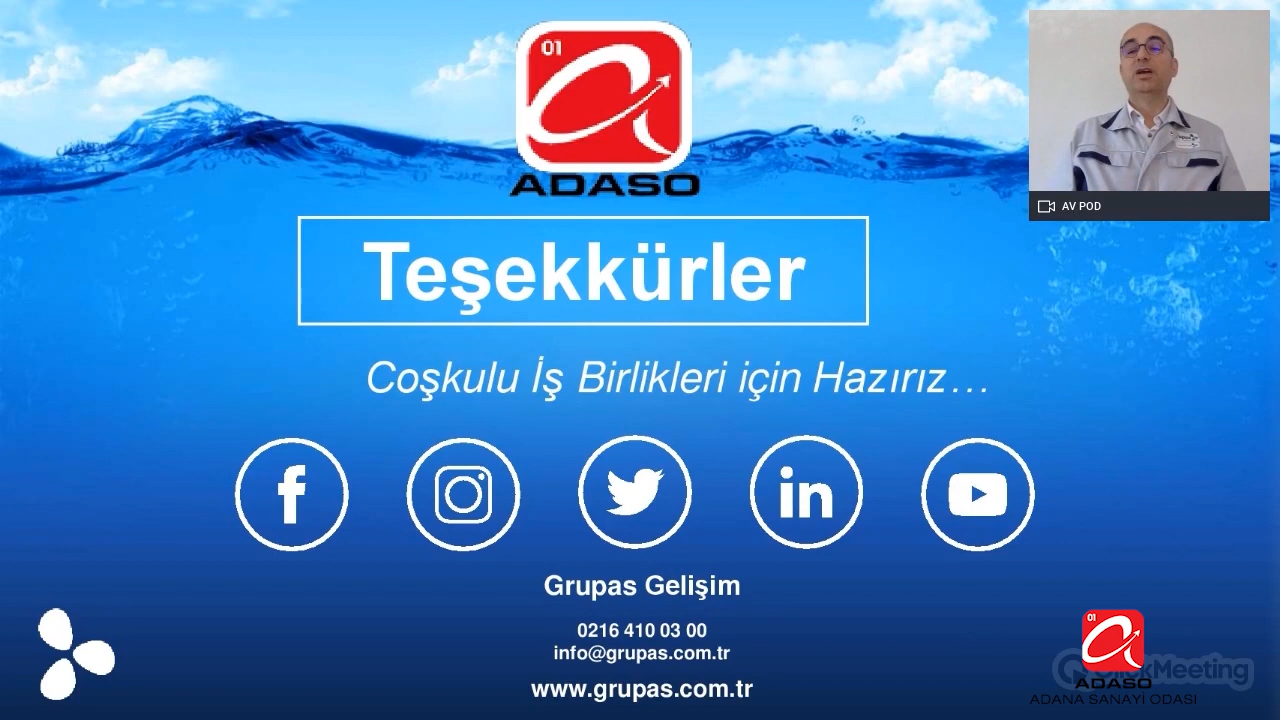 01
ADASO
AV POD
Teşekkürler
Coşkulu İş Birlikleri için Hazırız…
Grupas Gelişim
0216 410 03 00
info@grupas.com.tr
www.grupas.com.tr
01
ClickMeeting
ADASO
ADANA SANAYİ ODASI